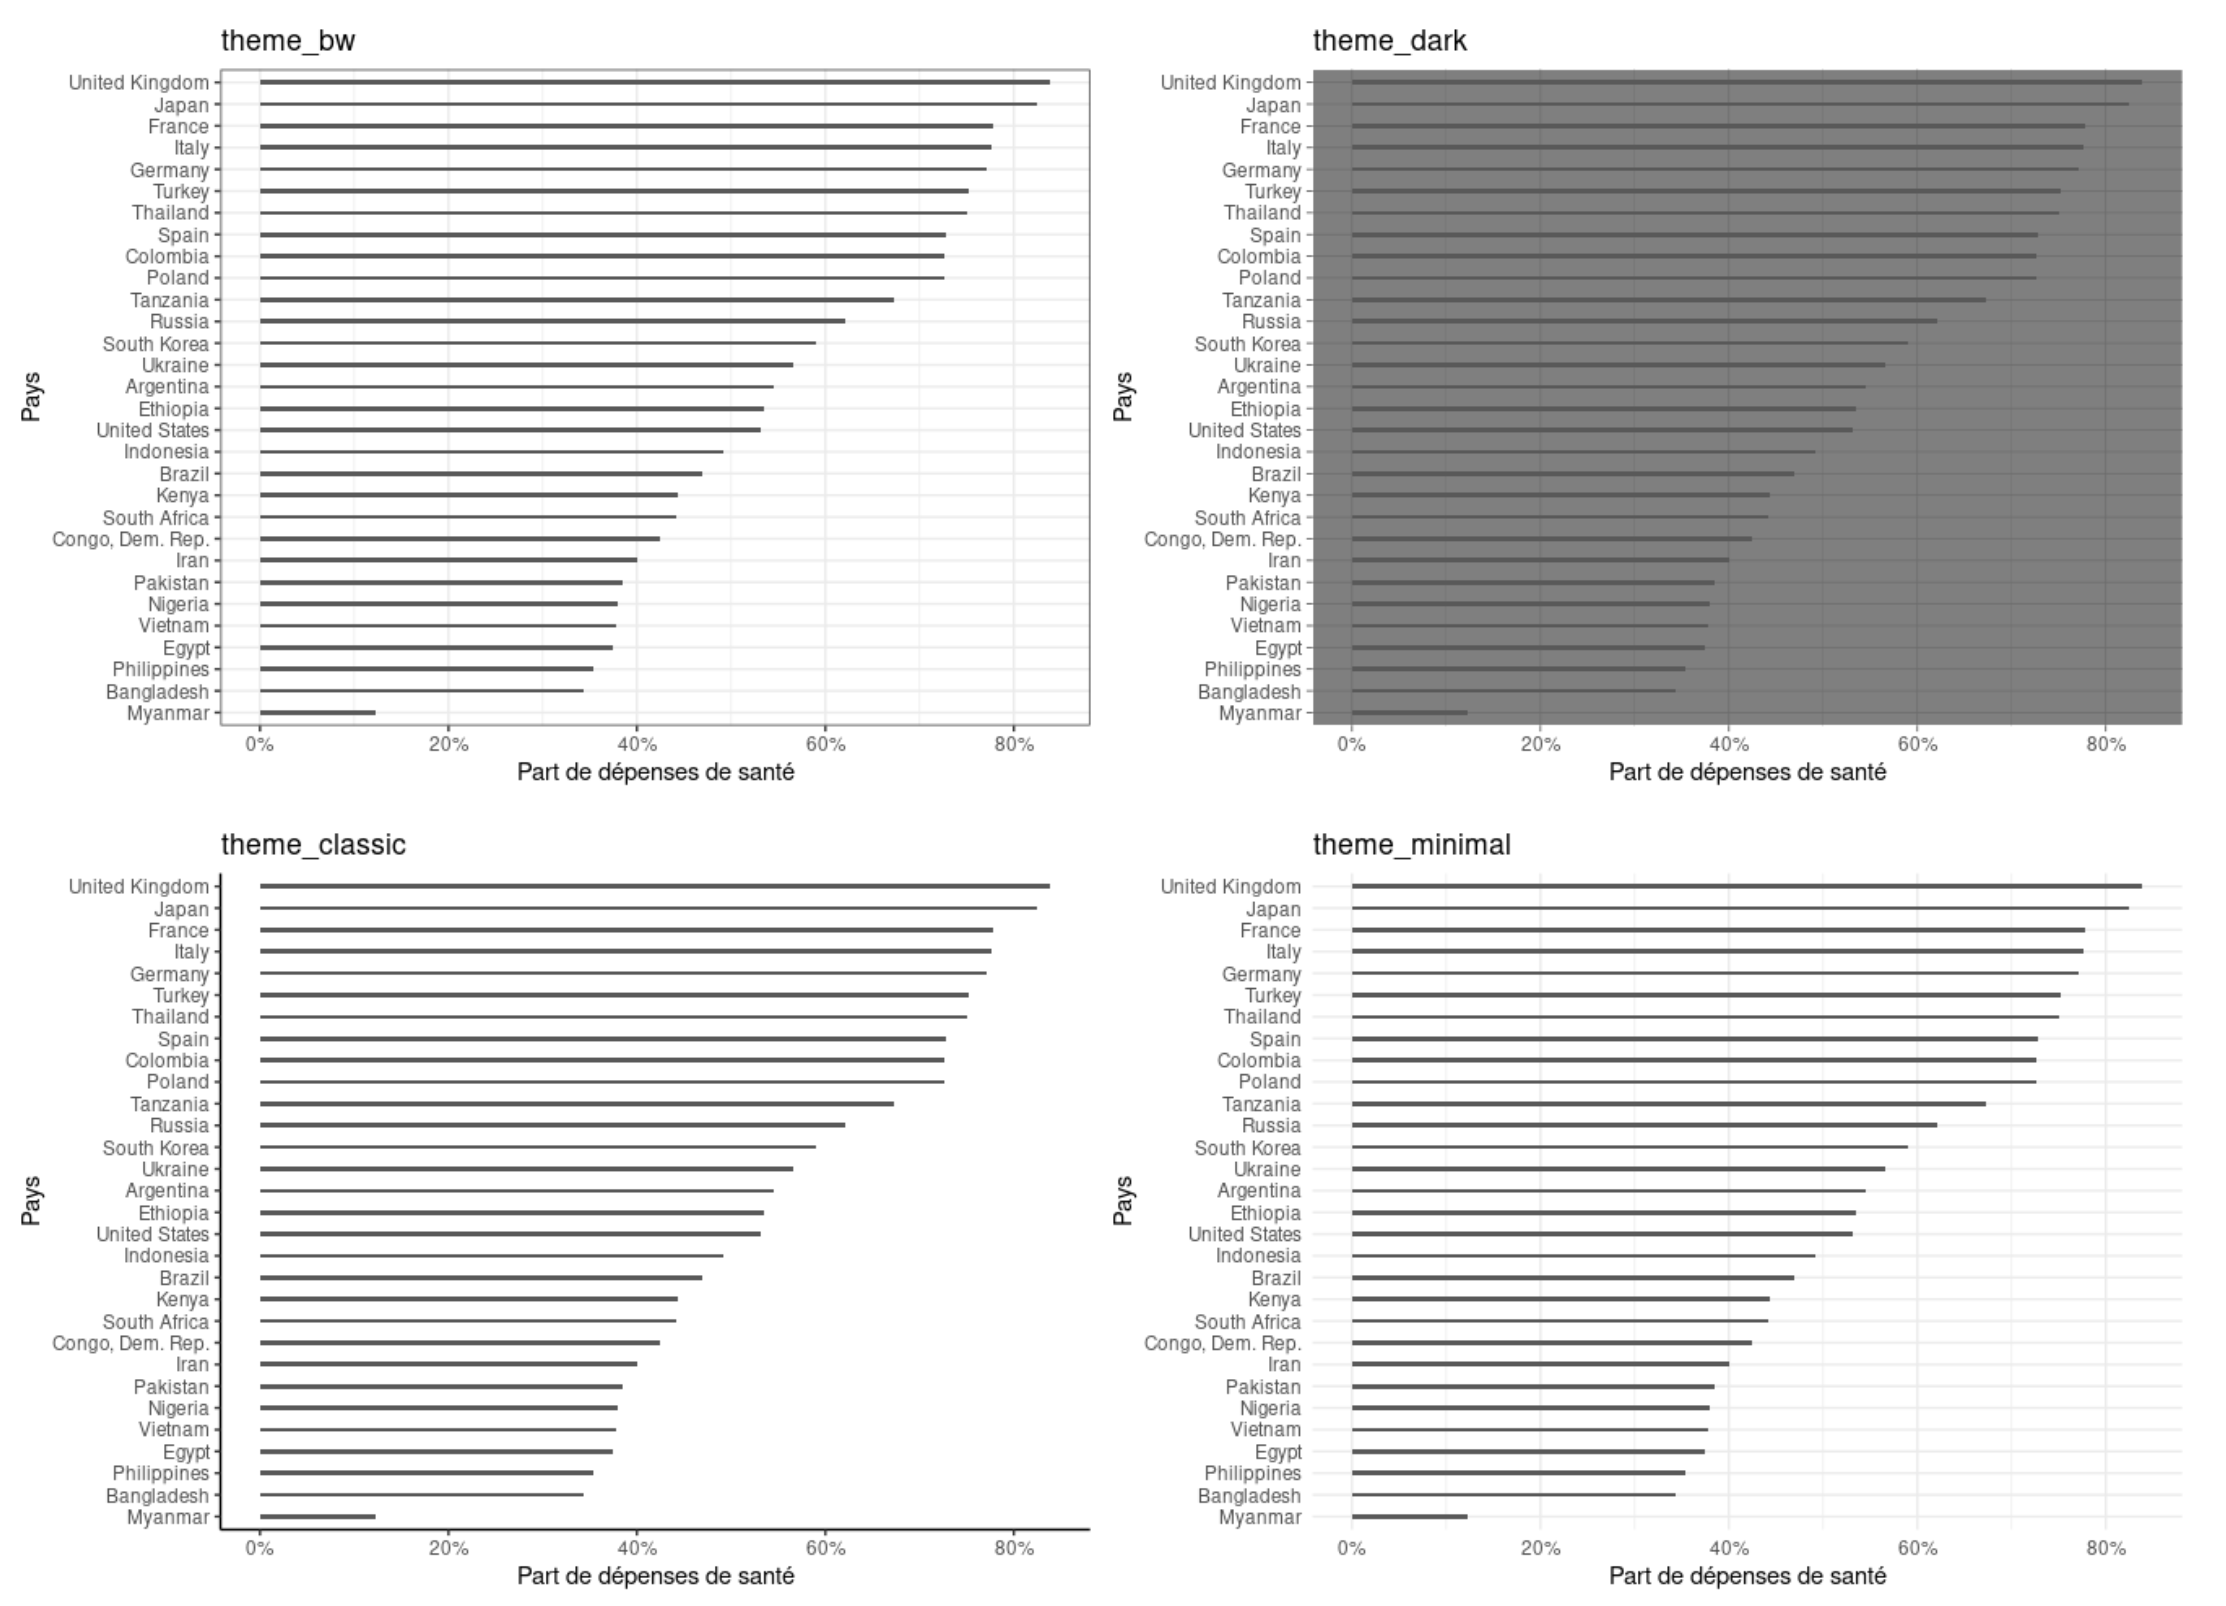 theme_bw
United Kingdom
Japan
France
Italy
Germany
Turkey
Thailand
Spain
Colombia
Poland
Tanzania
Russia
South Korea
Ukraine
Argentina
Ethiopia
United States
Indonesia
Brazil
Kenya
South Africa
Congo, Dem. Rep.
Iran
Pakistan
Nigeria
Vietnam
Egypt
Philippines
Bangladesh
Myanmar
Pays
0% 20% 40% 60% 80%
Part de dépenses de santé
theme_dark
United Kingdom
Japan
France
Italy
Germany
Turkey
Thailand
Spain
Colombia
Poland
Tanzania
Russia
South Korea
Ukraine
Argentina
Ethiopia
United States
Indonesia
Brazil
Kenya
South Africa
Congo, Dem. Rep.
Iran
Pakistan
Nigeria
Vietnam
Egypt
Philippines
Bangladesh
Myanmar
Pays
0% 20% 40% 60% 80%
Part de dépenses de santé
theme_classic
United Kingdom
Japan
France
Italy
Germany
Turkey
Thailand
Spain
Colombia
Poland
Tanzania
Russia
South Korea
Ukraine
Argentina
Ethiopia
United States
Indonesia
Brazil
Kenya
South Africa
Congo, Dem. Rep.
Iran
Pakistan
Nigeria
Vietnam
Egypt
Philippines
Bangladesh
Myanmar
Pays
0% 20% 40% 60% 80%
Part de dépenses de santé
theme_minimal
United Kingdom
Japan
France
Italy
Germany
Turkey
Thailand
Spain
Colombia
Poland
Tanzania
Russia
South Korea
Ukraine
Argentina
Ethiopia
United States
Indonesia
Brazil
Kenya
South Africa
Congo, Dem. Rep.
Iran
Pakistan
Nigeria
Vietnam
Egypt
Philippines
Bangladesh
Myanmar
Pays
0% 20% 40% 60% 80%
Part de dépenses de santé